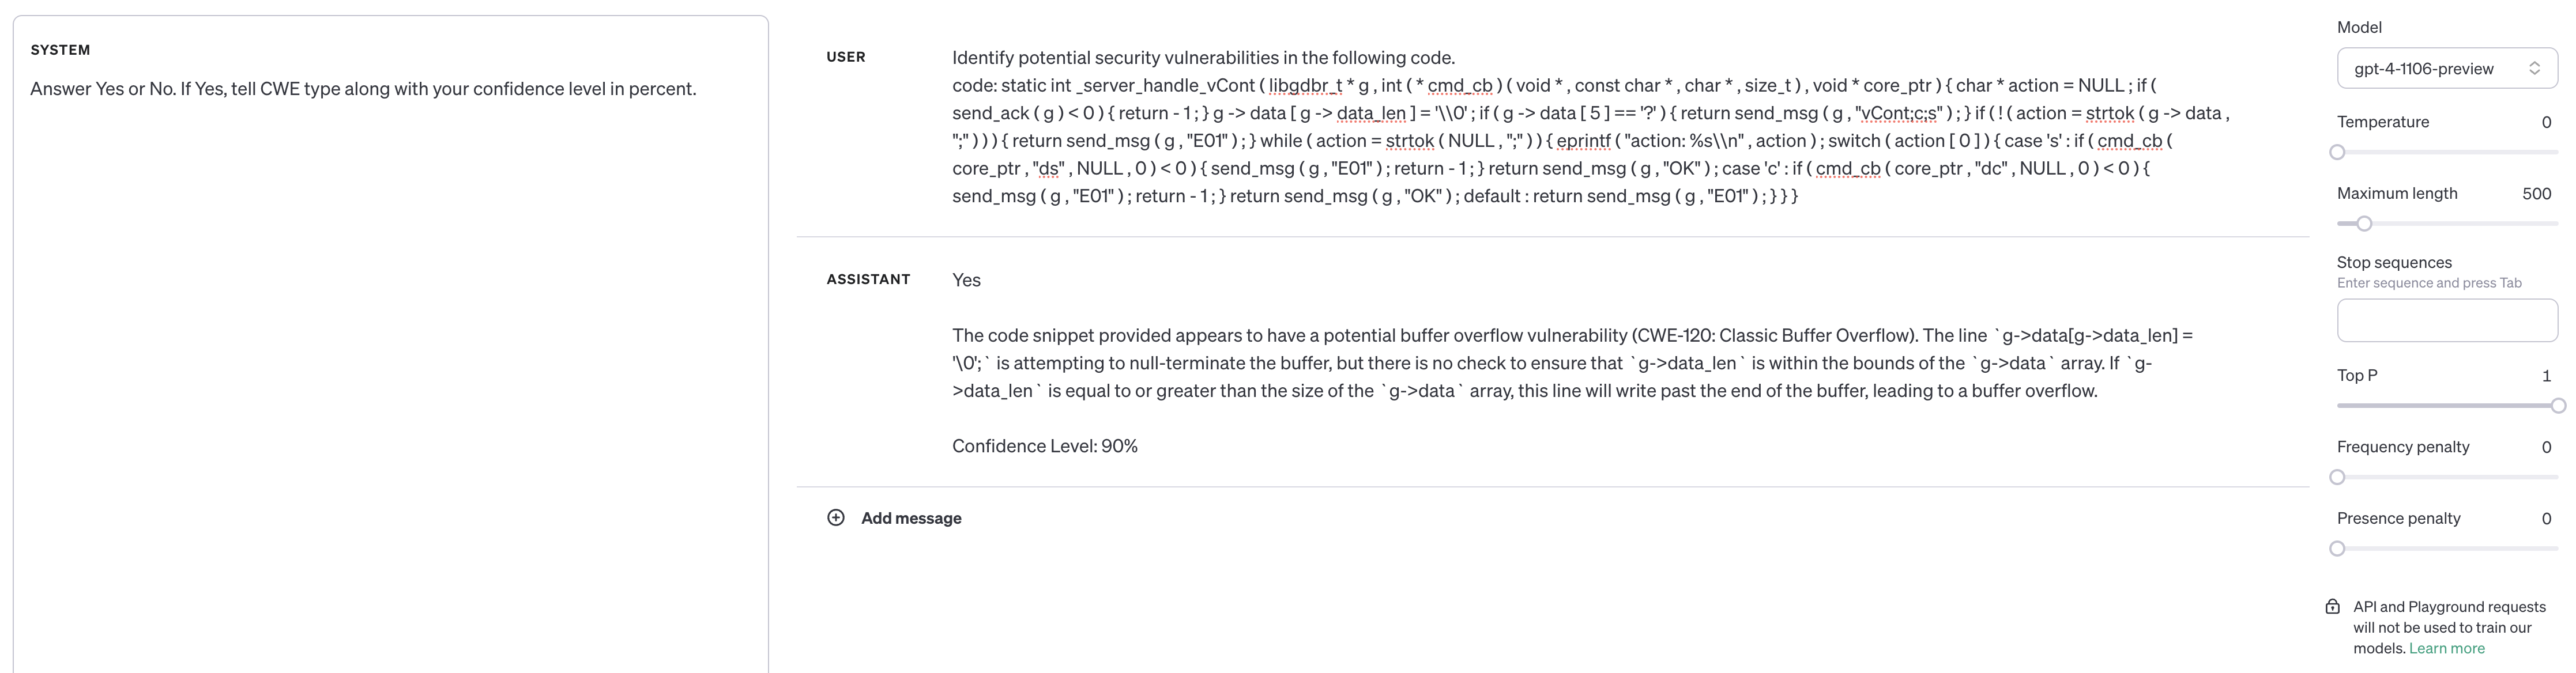 SYSTEM
Answer Yes or No. If Yes, tell CWE type along with your confidence level in percent.
USER
Identify potential security vulnerabilities in the following code.
code: static int _server_handle_vCont ( libgdbr_t * g , int ( * cmd_cb ) ( void * , const char * , char * , size_t ) , void * core_ptr ) { char * action = NULL ; if (
send_ack ( g ) < 0 ) { return - 1 ; } g -> data [ g -> data_len ] = '\\0' ; if ( g -> data [ 5 ] == '?' ) { return send_msg ( g , "vCont;c;s" ) ; } if ( ! ( action = strtok ( g -> data ,
";" ) ) ) { return send_msg ( g , "E01" ) ; } while ( action = strtok ( NULL , ";" ) ) { eprintf ( "action: %s\\n" , action ) ; switch ( action [ 0 ] ) { case 's' : if ( cmd_cb (
core_ptr , "ds" , NULL , 0 ) < 0 ) { send_msg ( g , "E01" ) ; return - 1 ; } return send_msg ( g , "OK" ) ; case 'c' : if ( cmd_cb ( core_ptr , "dc" , NULL , 0 ) < 0 ) {
send_msg ( g , "E01" ) ; return - 1 ; } return send_msg ( g , "OK" ) ; default : return send_msg ( g , "E01" ) ; } } }
ASSISTANT
Yes
The code snippet provided appears to have a potential buffer overflow vulnerability (CWE-120: Classic Buffer Overflow). The line `g->data[g->data_len] =
'\0';` is attempting to null-terminate the buffer, but there is no check to ensure that `g->data_len` is within the bounds of the `g->data` array. If `g-
>data_len` is equal to or greater than the size of the `g->data` array, this line will write past the end of the buffer, leading to a buffer overflow.
Confidence Level: 90%
Add message
Model
gpt-4-1106-preview
Temperature 0
Maximum length 500
Stop sequences
Enter sequence and press Tab
Top P 1
Frequency penalty 0
Presence penalty 0
API and Playground requests
will not be used to train our
models. Learn more